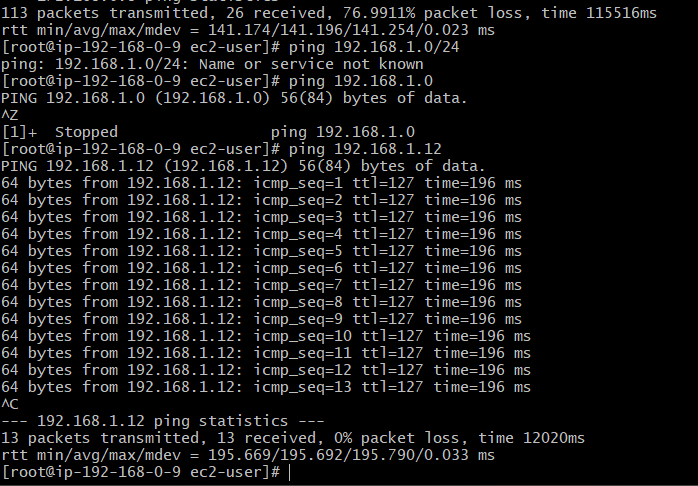 113 packets transmitted, 26 received, 76.9911% packet loss, time 115516ms
rtt min/avg/max/mdev = 141.174/141.196/141.254/0.023 ms
[root@ip-192-168-0-9 ec2-user]# ping 192.168.1.0/24
ping: 192.168.1.0/24: Name or service not known
[root@ip-192-168-0-9 ec2-user]# ping 192.168.1.0
PING 192.168.1.0 (192.168.1.0) 56(84) bytes of data.
^Z
[1]+  Stopped                 ping 192.168.1.0
[root@ip-192-168-0-9 ec2-user]# ping 192.168.1.12
PING 192.168.1.12 (192.168.1.12) 56(84) bytes of data.
64 bytes from 192.168.1.12: icmp_seq=1 ttl=127 time=196 ms
64 bytes from 192.168.1.12: icmp_seq=2 ttl=127 time=196 ms
64 bytes from 192.168.1.12: icmp_seq=3 ttl=127 time=196 ms
64 bytes from 192.168.1.12: icmp_seq=4 ttl=127 time=196 ms
64 bytes from 192.168.1.12: icmp_seq=5 ttl=127 time=196 ms
64 bytes from 192.168.1.12: icmp_seq=6 ttl=127 time=196 ms
64 bytes from 192.168.1.12: icmp_seq=7 ttl=127 time=196 ms
64 bytes from 192.168.1.12: icmp_seq=8 ttl=127 time=196 ms
64 bytes from 192.168.1.12: icmp_seq=9 ttl=127 time=196 ms
64 bytes from 192.168.1.12: icmp_seq=10 ttl=127 time=196 ms
64 bytes from 192.168.1.12: icmp_seq=11 ttl=127 time=196 ms
64 bytes from 192.168.1.12: icmp_seq=12 ttl=127 time=196 ms
64 bytes from 192.168.1.12: icmp_seq=13 ttl=127 time=196 ms
^C
--- 192.168.1.12 ping statistics ---
13 packets transmitted, 13 received, 0% packet loss, time 12020ms
rtt min/avg/max/mdev = 195.669/195.692/195.790/0.033 ms
[root@ip-192-168-0-9 ec2-user]#